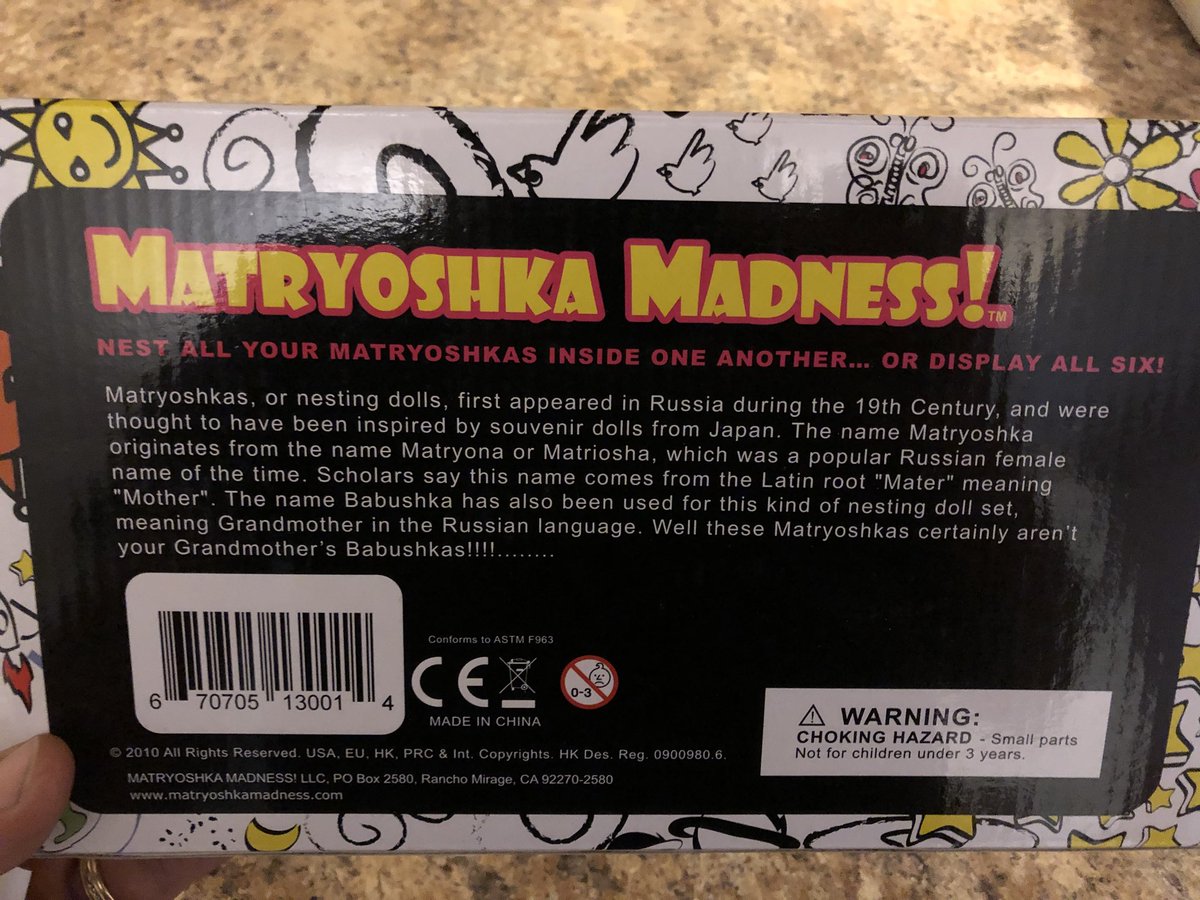 MATRYOSHKA MADNESS!™
NEST ALL YOUR MATRYOSHKAS INSIDE ONE ANOTHER... OR DISPLAY ALL SIX!
Matryoshkas, or nesting dolls, first appeared in Russia during the 19th Century, and were
thought to have been inspired by souvenir dolls from Japan. The name Matryoshka
originates from the name Matryona or Matriosha, which was a popular Russian female
name of the time. Scholars say this name comes from the Latin root "Mater" meaning
"Mother". The name Babushka has also been used for this kind of nesting doll set,
meaning Grandmother in the Russian language. Well these Matryoshkas certainly aren't
your Grandmother's Babushkas!!!!........
6 70705 13001 4
Conforms to ASTM F963
CE
0-3
MADE IN CHINA
WARNING:
CHOKING HAZARD - Small parts
Not for children under 3 years.
© 2010 All Rights Reserved. USA, EU, HK, PRC & Int. Copyrights. HK Des. Reg. 0900980.6.
MATRYOSHKA MADNESS! LLC, PO Box 2580, Rancho Mirage, CA 92270-2580
www.matryoshkamadness.com